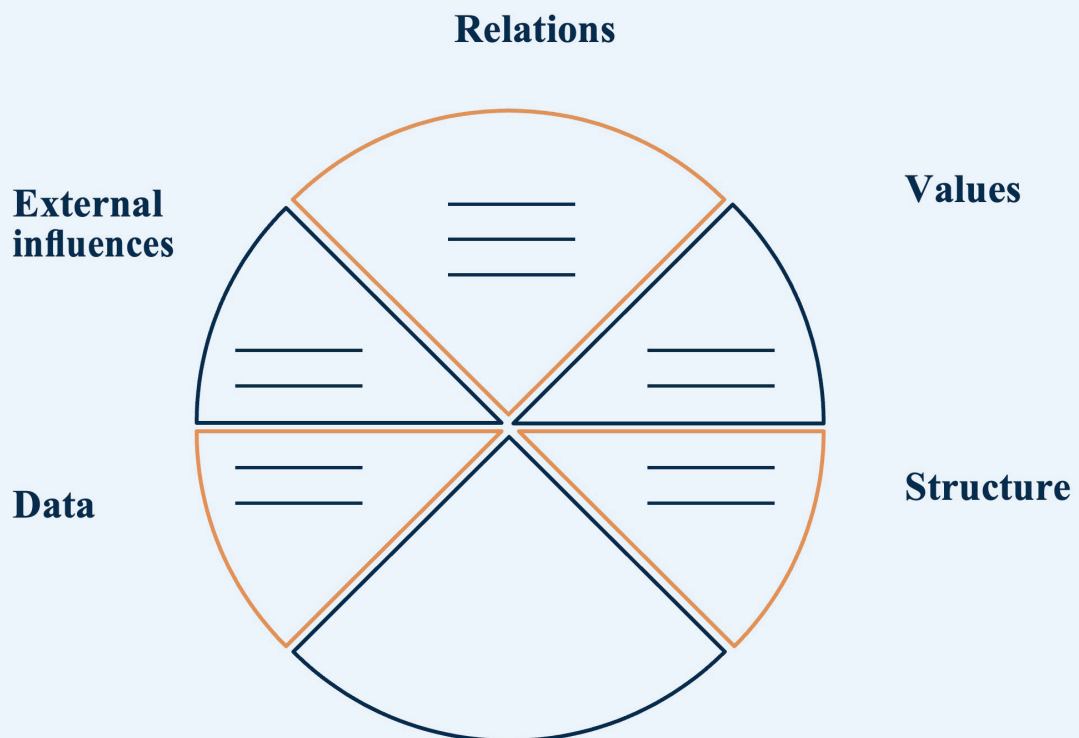 Relations
Values
External
influences
Data
Structure